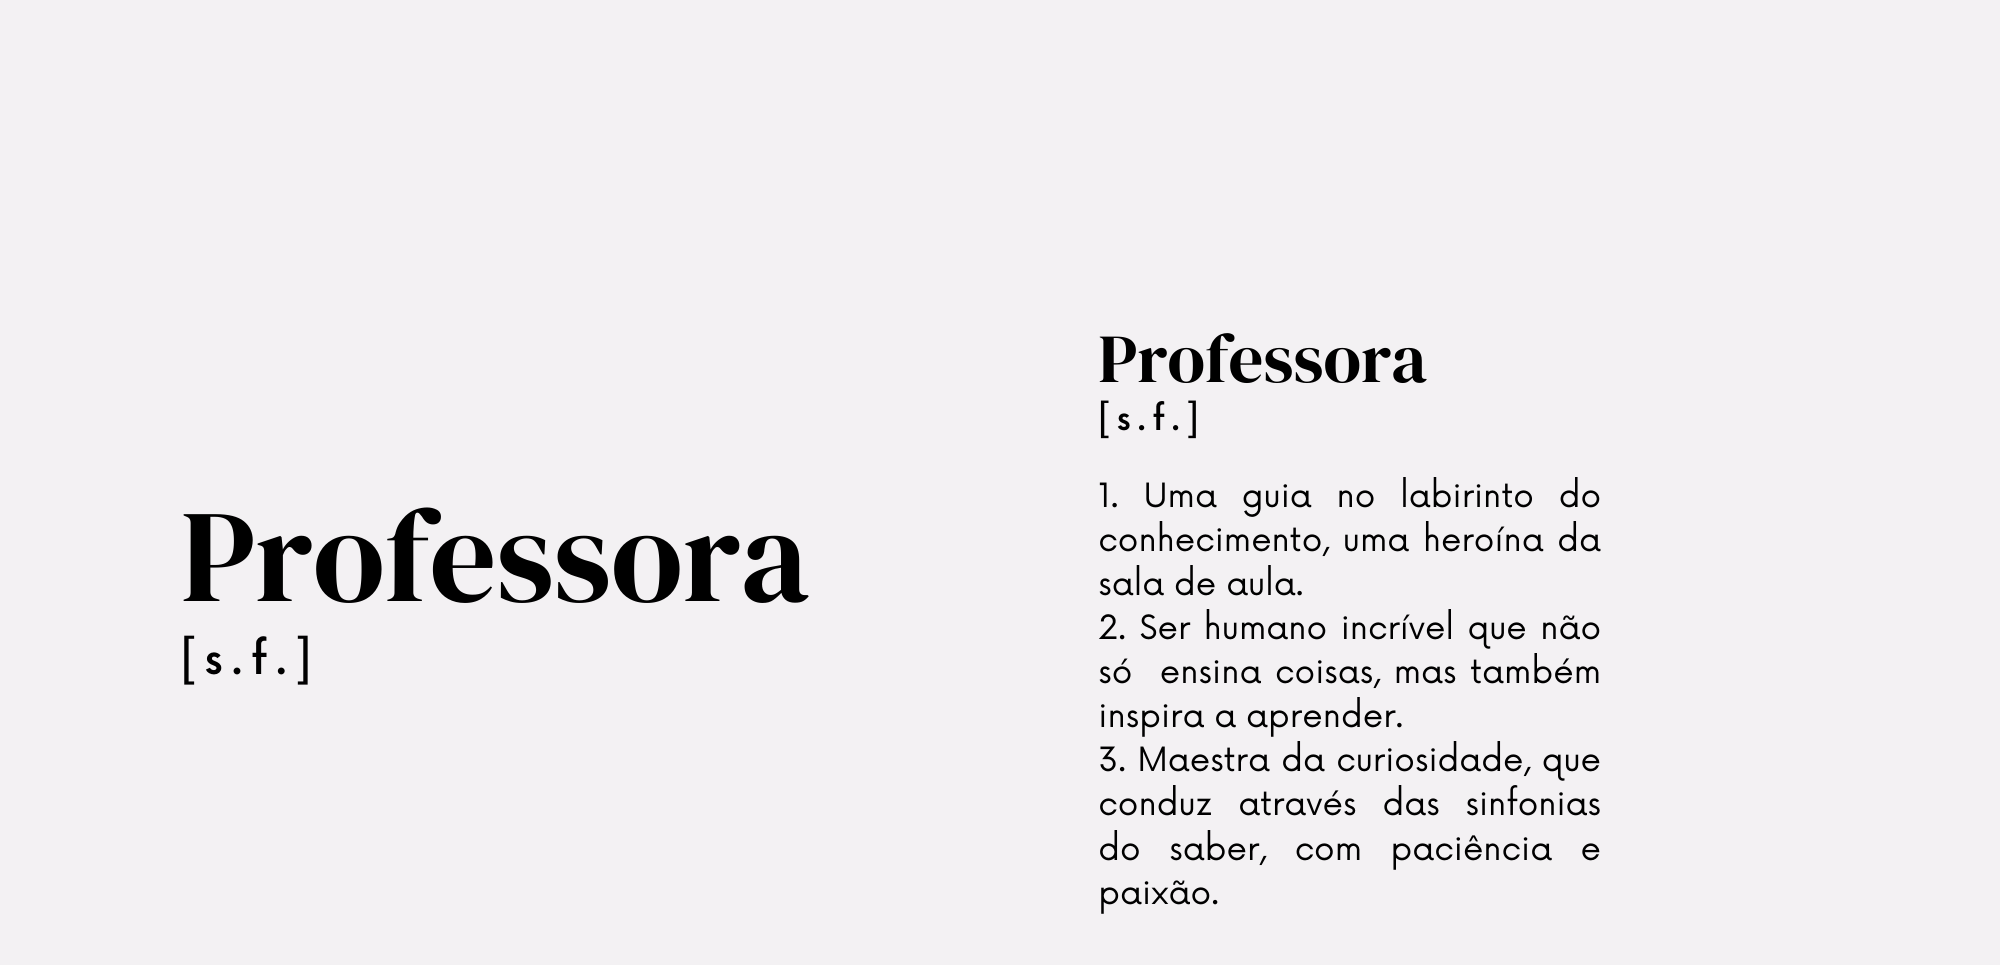 Professora
[s.f.]
Professora
[s.f.]
1. Uma guia no labirinto do
conhecimento, uma heroína da
sala de aula.
2. Ser humano incrível que não
só ensina coisas, mas também
inspira a aprender.
3. Maestra da curiosidade, que
conduz através das sinfonias
do saber, com paciência e
paixão.